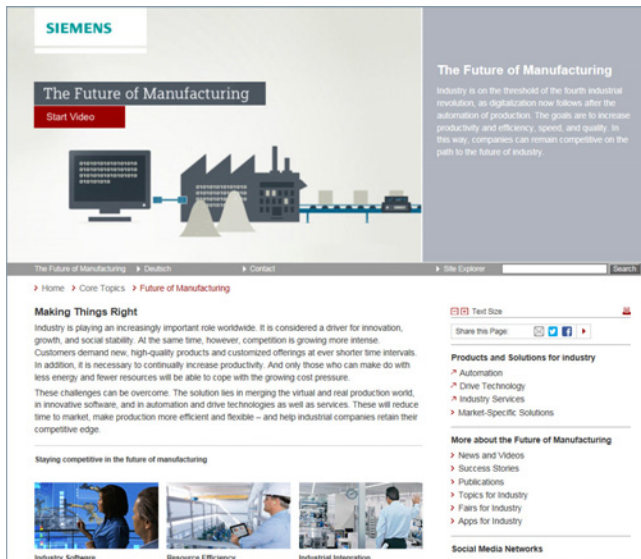 SIEMENS
The Future of Manufacturing
Start Video
The Future of Manufacturing
Industry is on the threshold of the fourth industrial
revolution, as digitalization now follows after the
automation of production. The goals are to increase
productivity and efficiency, speed, and quality. In
this way, companies can remain competitive on the
path to the future of industry.
The Future of Manufacturing
Deutsch
Contact
Site Explorer
Search
Home
Core Topics
Future of Manufacturing
Making Things Right
Industry is playing an increasingly important role worldwide. It is considered a driver for innovation,
growth, and social stability. At the same time, however, competition is growing more intense.
Customers demand new, high-quality products and customized offerings at ever shorter time intervals.
In addition, it is necessary to continually increase productivity. And only those who can make do with
less energy and fewer resources will be able to cope with the growing cost pressure.
These challenges can be overcome. The solution lies in merging the virtual and real production world,
in innovative software, and in automation and drive technologies as well as services. These will reduce
time to market, make production more efficient and flexible – and help industrial companies retain their
competitive edge.
Staying competitive in the future of manufacturing
Industry Software
Resource Efficiency
Industrial Integration
Text Size
Share this Page:
Products and Solutions for industry
Automation
Drive Technology
Industry Services
Market-Specific Solutions
More about the Future of Manufacturing
News and Videos
Success Stories
Publications
Topics for Industry
Fairs for Industry
Apps for Industry
Social Media Networks